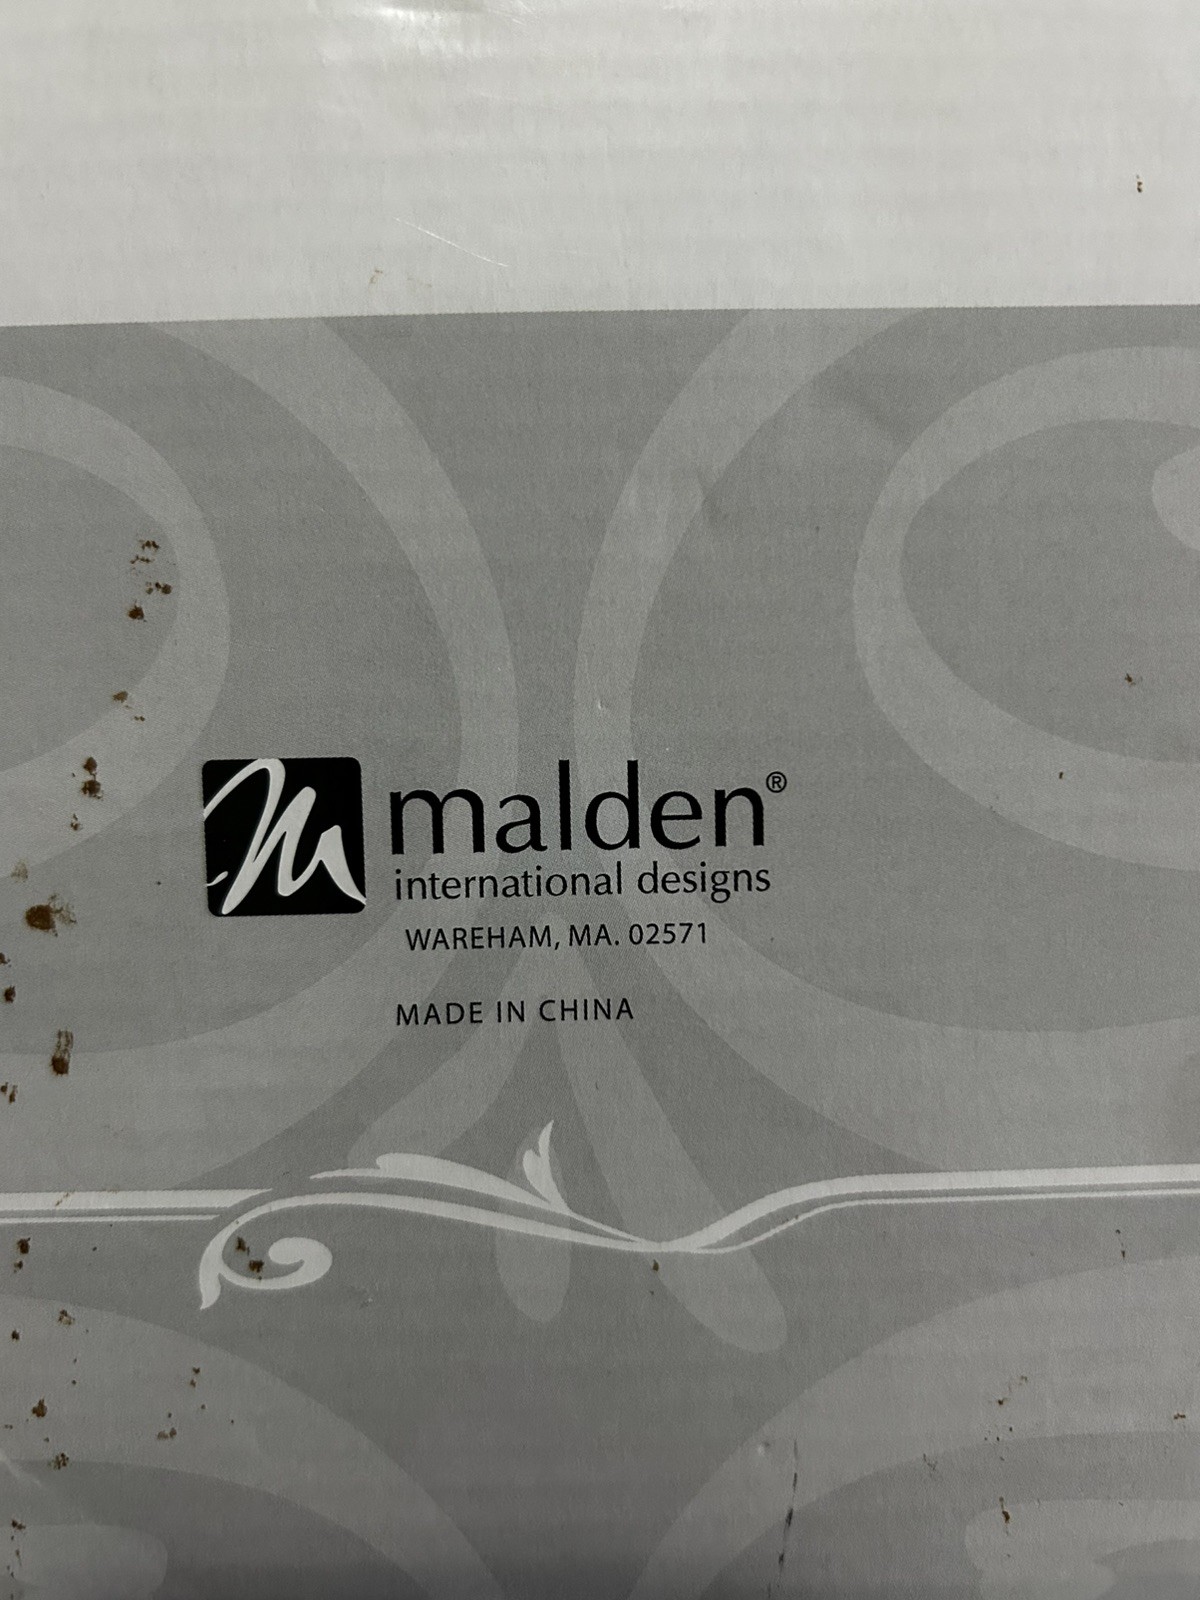 malden®
international designs
WAREHAM, MA. 02571
MADE IN CHINA